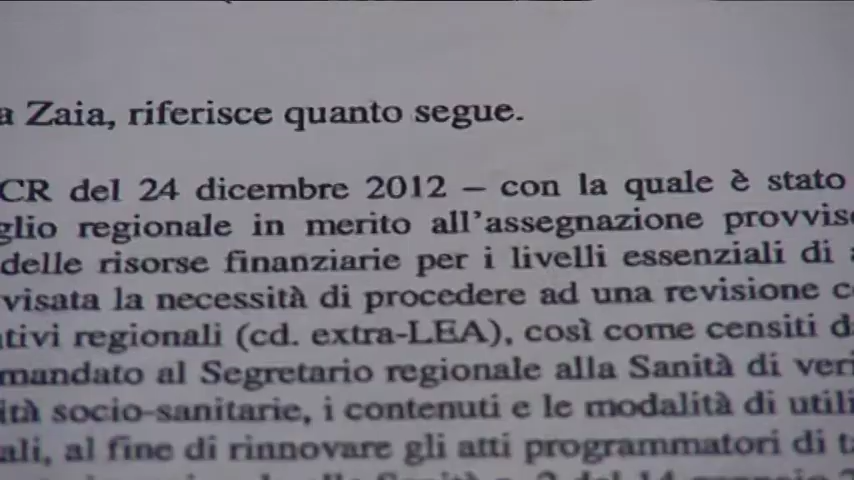 a Zaia, riferisce quanto segue.
CR del 24 dicembre 2012 – con la quale è stato
glio regionale in merito all'assegnazione provviso
delle risorse finanziarie per i livelli essenziali di a
vvisata la necessità di procedere ad una revisione c
tivi regionali (cd. extra-LEA), così come censiti d
mandato al Segretario regionale alla Sanità di veri
ità socio-sanitarie, i contenuti e le modalità di utili
ali, al fine di rinnovare gli atti programmatori di t